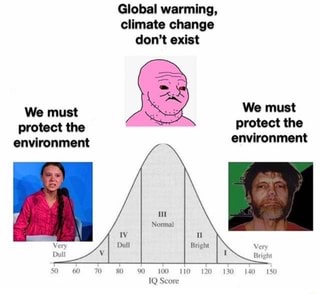 Global warming,
climate change
don't exist
We must
protect the
environment
We must
protect the
environment
III
Normal
IV
Dull
II
Bright
V
I
Very
Dull
Very
Bright
50 60 70 80 90 100 110 120 130 140 150
IQ Score